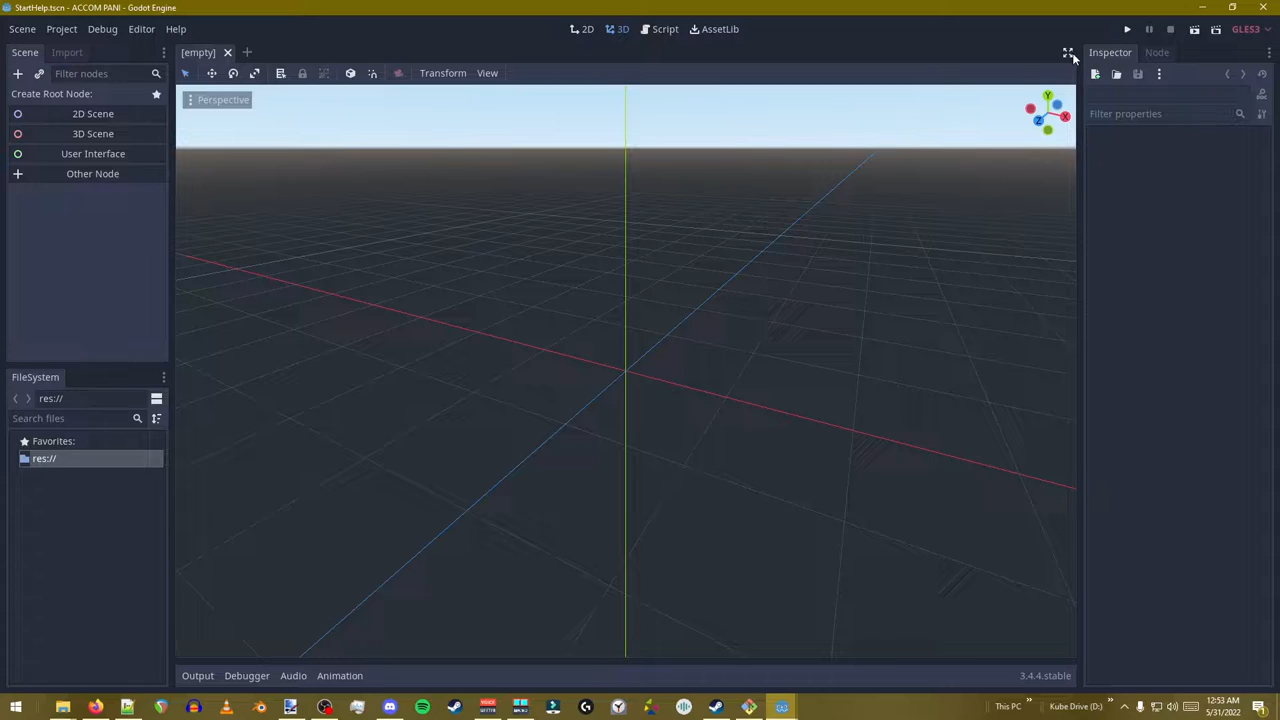 StartHelp.tscn - ACCOM PANI - Godot Engine
Scene Project Debug Editor Help
2D 3D Script AssetLib
GLES3
Scene Import
[empty]
Inspector Node
Filter nodes
Transform View
Create Root Node:
Perspective
Y
X
Z
2D Scene
Filter properties
3D Scene
User Interface
Other Node
FileSystem
res://
Search files
Favorites:
res://
Output Debugger Audio Animation
3.4.4.stable
This PC
Kube Drive (D:)
12:53 AM
5/31/2022